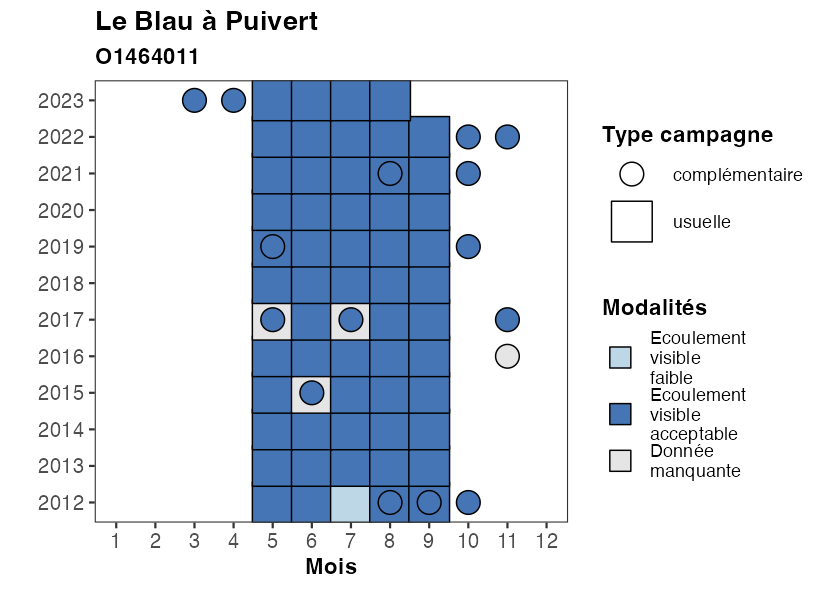 Le Blau à Puivert
O1464011
2023
2022
2021
2020
2019
2018
2017
2016
2015
2014
2013
2012
1 2 3 4 5 6 7 8 9 10 11 12
Mois
Type campagne
complémentaire
usuelle
Modalités
Ecoulement
visible
faible
Ecoulement
visible
acceptable
Donnée
manquante